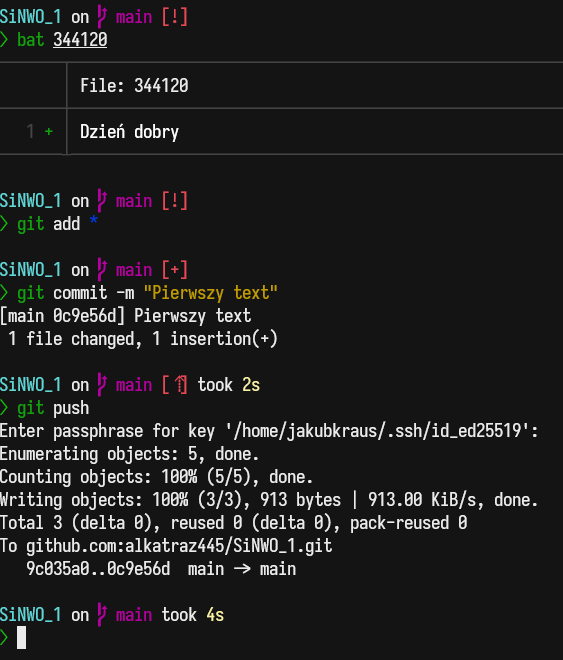 SiNWO_1 on main [!]
❯ bat 344120
File: 344120
1 + Dzień dobry
SiNWO_1 on main [!]
❯ git add *
SiNWO_1 on main [+]
❯ git commit -m "Pierwszy text"
[main 0c9e56d] Pierwszy text
1 file changed, 1 insertion(+)
SiNWO_1 on main [⇡] took 2s
❯ git push
Enter passphrase for key '/home/jakubkraus/.ssh/id_ed25519':
Enumerating objects: 5, done.
Counting objects: 100% (5/5), done.
Writing objects: 100% (3/3), 913 bytes | 913.00 KiB/s, done.
Total 3 (delta 0), reused 0 (delta 0), pack-reused 0
To github.com:alkatraz445/SiNWO_1.git
9c035a0..0c9e56d main -> main
SiNWO_1 on main took 4s
❯